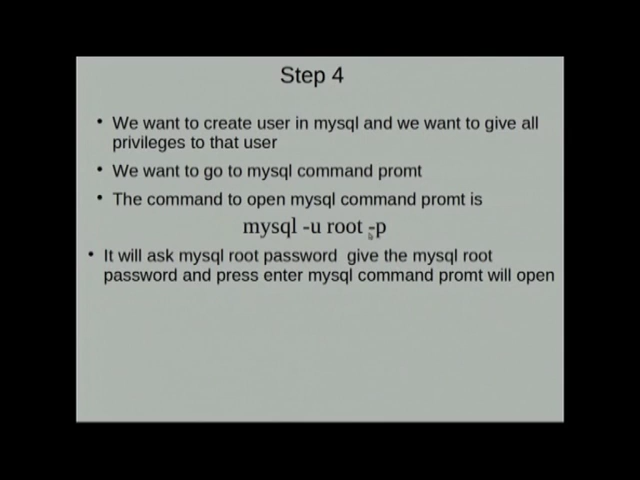 Step 4
• We want to create user in mysql and we want to give all
privileges to that user
• We want to go to mysql command promt
• The command to open mysql command promt is
mysql -u root -p
• It will ask mysql root password  give the mysql root
password and press enter mysql command promt will open